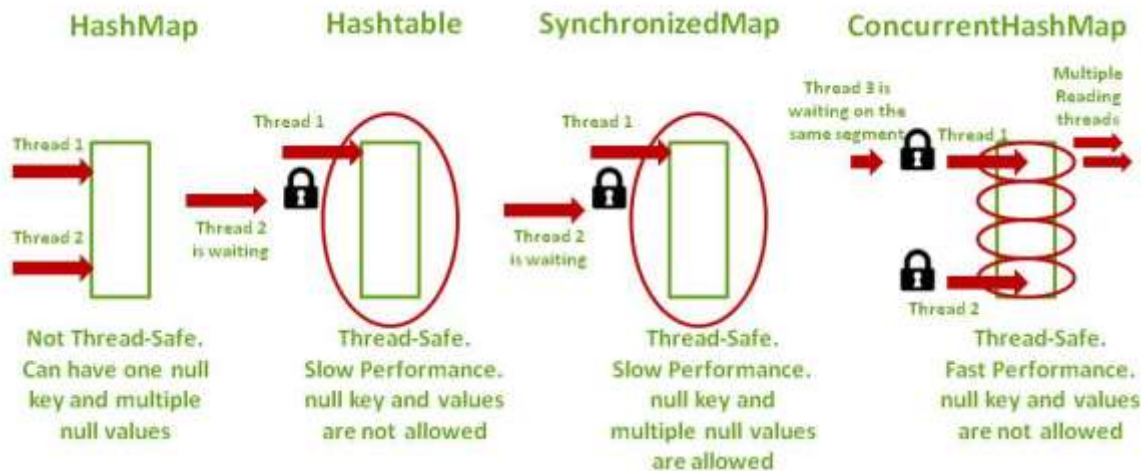 HashMap
Hashtable
SynchronizedMap
ConcurrentHashMap
Thread 1
Thread 2
Not Thread-Safe.
Can have one null
key and multiple
null values
Thread 1
Thread 2
is waiting
Thread-Safe.
Slow Performance.
null key and values
are not allowed
Thread 1
Thread 2
is waiting
Thread-Safe.
Slow Performance.
null key and
multiple null values
are allowed
Thread 3 is
waiting on the
same segment
Multiple
Reading
threads
Thread 1
Thread 2
Thread-Safe.
Fast Performance.
null key and values
are not allowed